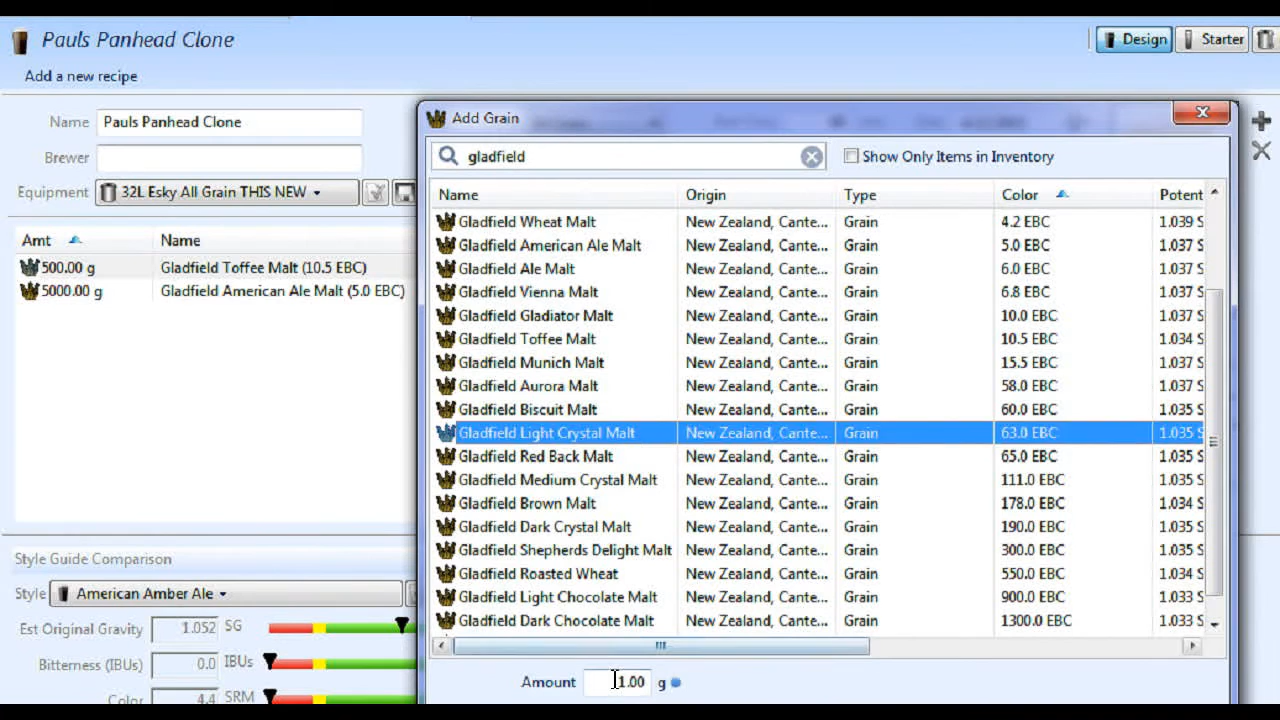 Pauls Panhead Clone
Design Starter
Add a new recipe
Name Pauls Panhead Clone
Brewer
Equipment 32L Esky All Grain THIS NEW
Amt Name
500.00 g Gladfield Toffee Malt (10.5 EBC)
5000.00 g Gladfield American Ale Malt (5.0 EBC)
Style Guide Comparison
Style American Amber Ale
Est Original Gravity 1.052 SG
Bitterness (IBUs) 0.0 IBUs
Color 4.4 SRM
Add Grain
gladfield Show Only Items in Inventory
Name Origin Type Color Potent
Gladfield Wheat Malt New Zealand, Cante... Grain 4.2 EBC 1.039 S
Gladfield American Ale Malt New Zealand, Cante... Grain 5.0 EBC 1.037 S
Gladfield Ale Malt New Zealand, Cante... Grain 6.0 EBC 1.037 S
Gladfield Vienna Malt New Zealand, Cante... Grain 6.8 EBC 1.037 S
Gladfield Gladiator Malt New Zealand, Cante... Grain 10.0 EBC 1.037 S
Gladfield Toffee Malt New Zealand, Cante... Grain 10.5 EBC 1.034 S
Gladfield Munich Malt New Zealand, Cante... Grain 15.5 EBC 1.037 S
Gladfield Aurora Malt New Zealand, Cante... Grain 58.0 EBC 1.037 S
Gladfield Biscuit Malt New Zealand, Cante... Grain 60.0 EBC 1.035 S
Gladfield Light Crystal Malt New Zealand, Cante... Grain 63.0 EBC 1.035 S
Gladfield Red Back Malt New Zealand, Cante... Grain 65.0 EBC 1.035 S
Gladfield Medium Crystal Malt New Zealand, Cante... Grain 111.0 EBC 1.035 S
Gladfield Brown Malt New Zealand, Cante... Grain 178.0 EBC 1.034 S
Gladfield Dark Crystal Malt New Zealand, Cante... Grain 190.0 EBC 1.035 S
Gladfield Shepherds Delight Malt New Zealand, Cante... Grain 300.0 EBC 1.035 S
Gladfield Roasted Wheat New Zealand, Cante... Grain 550.0 EBC 1.034 S
Gladfield Light Chocolate Malt New Zealand, Cante... Grain 900.0 EBC 1.033 S
Gladfield Dark Chocolate Malt New Zealand, Cante... Grain 1300.0 EBC 1.033 S
Amount 1.00 g